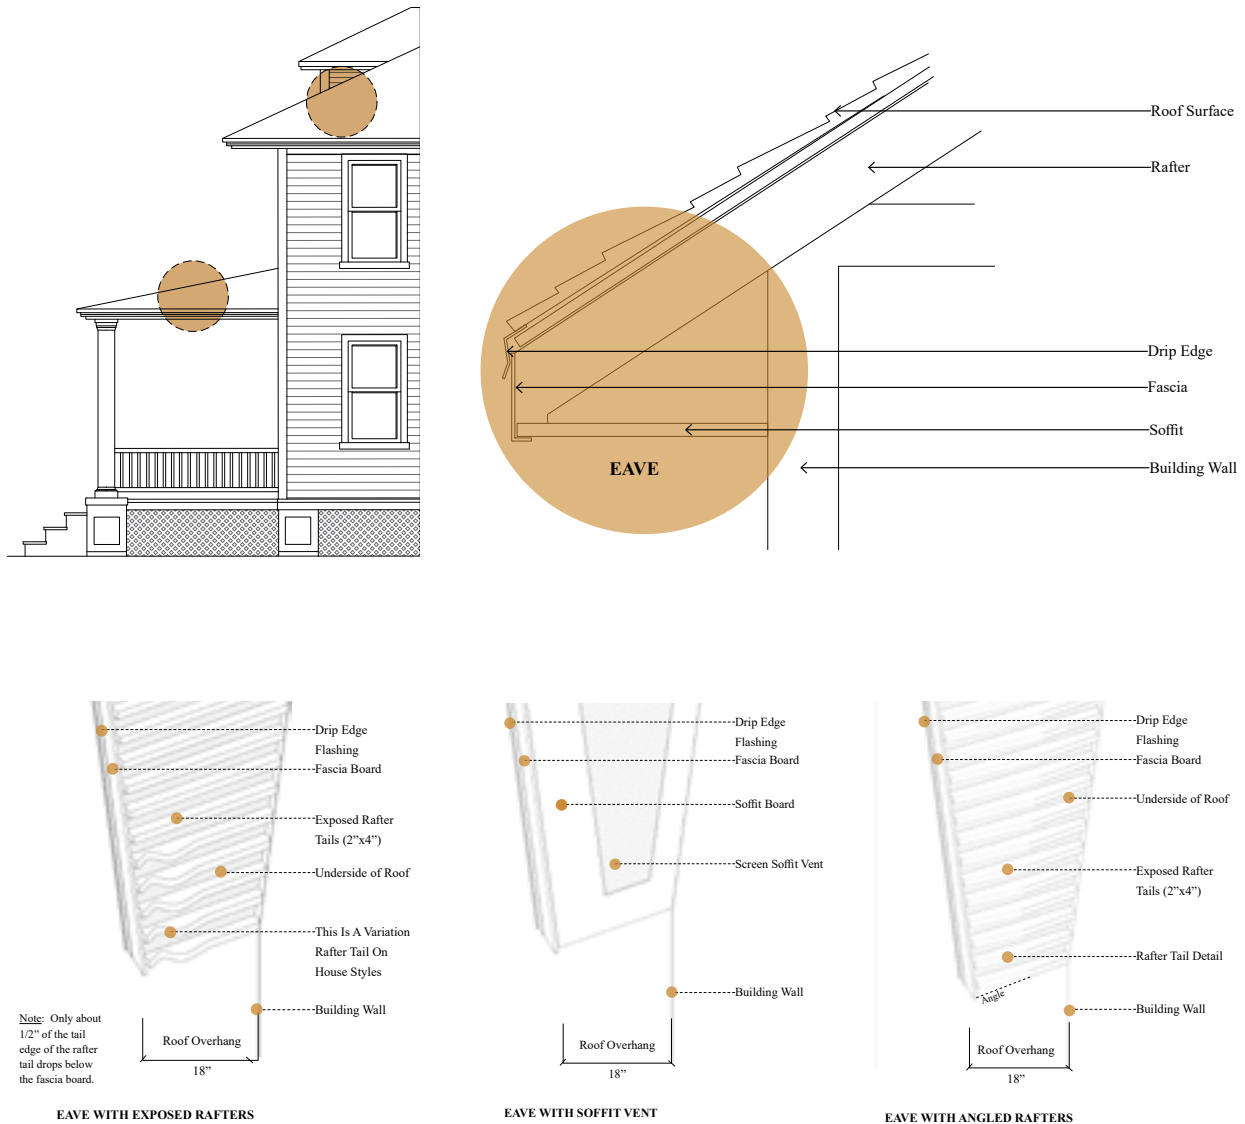 Roof Surface
Rafter
Drip Edge
Fascia
Soffit
Building Wall
EAVE
Drip Edge
Flashing
Fascia Board
Exposed Rafter
Tails (2”x4”)
Underside of Roof
This Is A Variation
Rafter Tail On
House Styles
Building Wall
Note: Only about
1/2” of the tail
edge of the rafter
tail drops below
the fascia board.
Roof Overhang
18”
EAVE WITH EXPOSED RAFTERS
Drip Edge
Flashing
Fascia Board
Soffit Board
Screen Soffit Vent
Building Wall
Roof Overhang
18”
EAVE WITH SOFFIT VENT
Drip Edge
Flashing
Fascia Board
Underside of Roof
Exposed Rafter
Tails (2”x4”)
Rafter Tail Detail
Angle
Building Wall
Roof Overhang
18”
EAVE WITH ANGLED RAFTERS